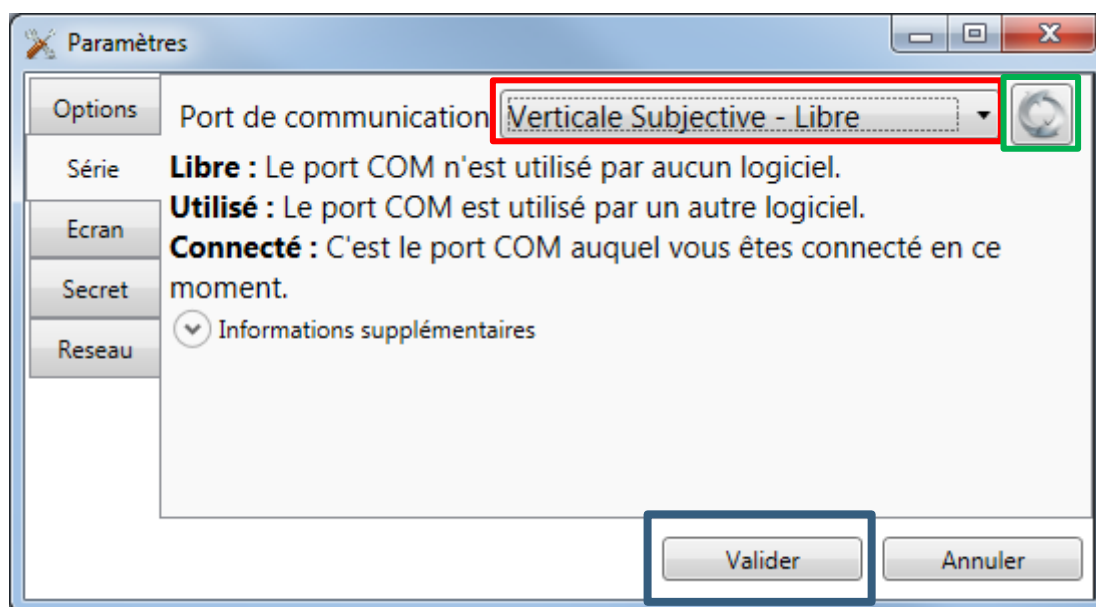 Paramètres
Options
Port de communication
Verticale Subjective - Libre
Série
Libre : Le port COM n'est utilisé par aucun logiciel.
Utilisé : Le port COM est utilisé par un autre logiciel.
Ecran
Connecté : C'est le port COM auquel vous êtes connecté en ce
Secret
moment.
Informations supplémentaires
Reseau
Valider
Annuler